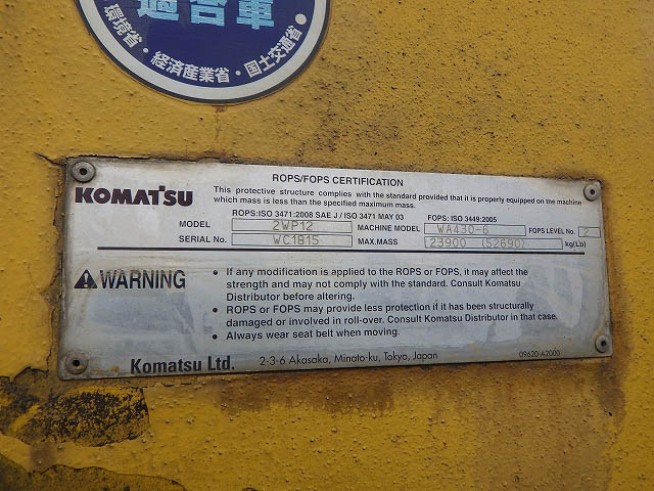 適合車
環境省・経済産業省・国土交通省
KOMATSU
ROPS/FOPS CERTIFICATION
This protective structure complies with the standard provided that it is properly equipped on the machine
which mass is less than the specified maximum mass.
ROPS:ISO 3471:2008 SAE J / ISO 3471 MAY 03 FOPS: ISO 3449:2005
MODEL 2WP12 MACHINE MODEL WA430-6 FOPS LEVEL No. 2
SERIAL No. WC1815 MAX.MASS 23900 (52690) kg(Lb)
WARNING
• If any modification is applied to the ROPS or FOPS, it may affect the
strength and may not comply with the standard. Consult Komatsu
Distributor before altering.
• ROPS or FOPS may provide less protection if it has been structurally
damaged or involved in roll-over. Consult Komatsu Distributor in that case.
• Always wear seat belt when moving.
Komatsu Ltd. 2-3-6 Akasaka, Minato-ku, Tokyo, Japan 09620-A2000